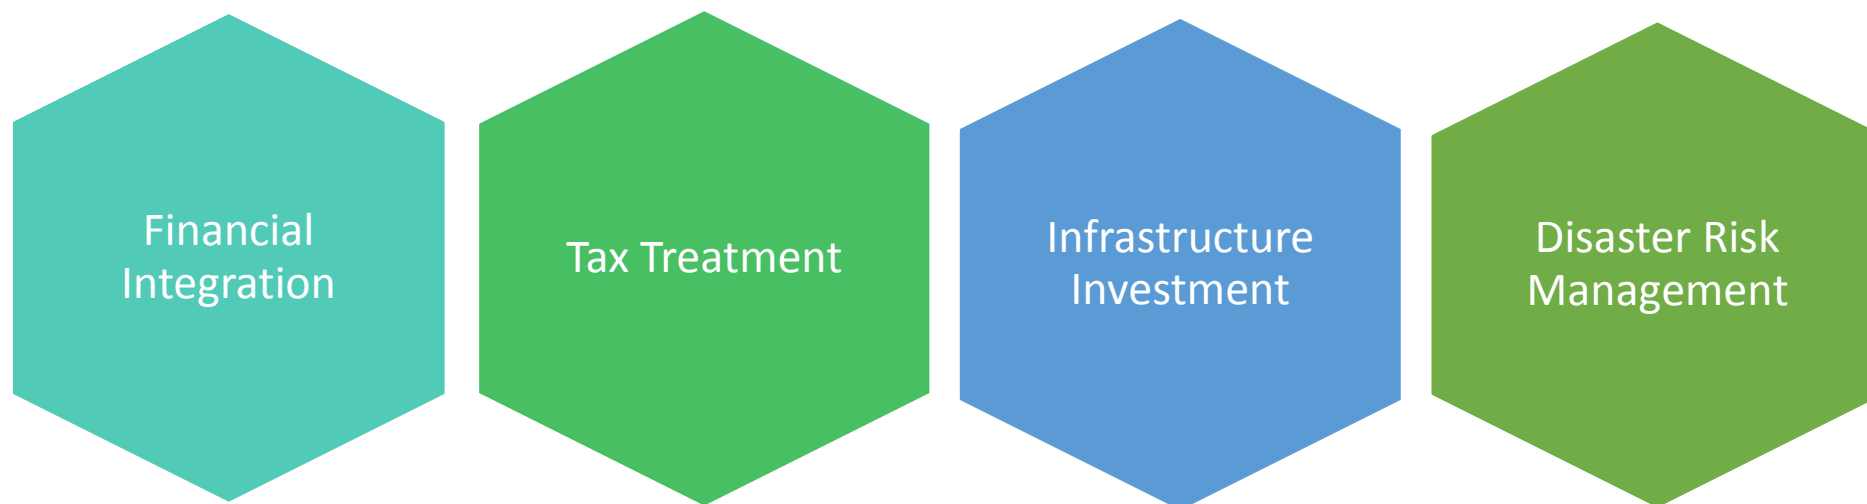 Financial
Integration
Tax Treatment
Infrastructure
Investment
Disaster Risk
Management